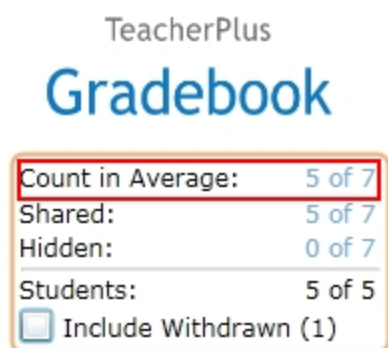 TeacherPlus
Gradebook
Count in Average: 5 of 7
Shared: 5 of 7
Hidden: 0 of 7
Students: 5 of 5
Include Withdrawn (1)